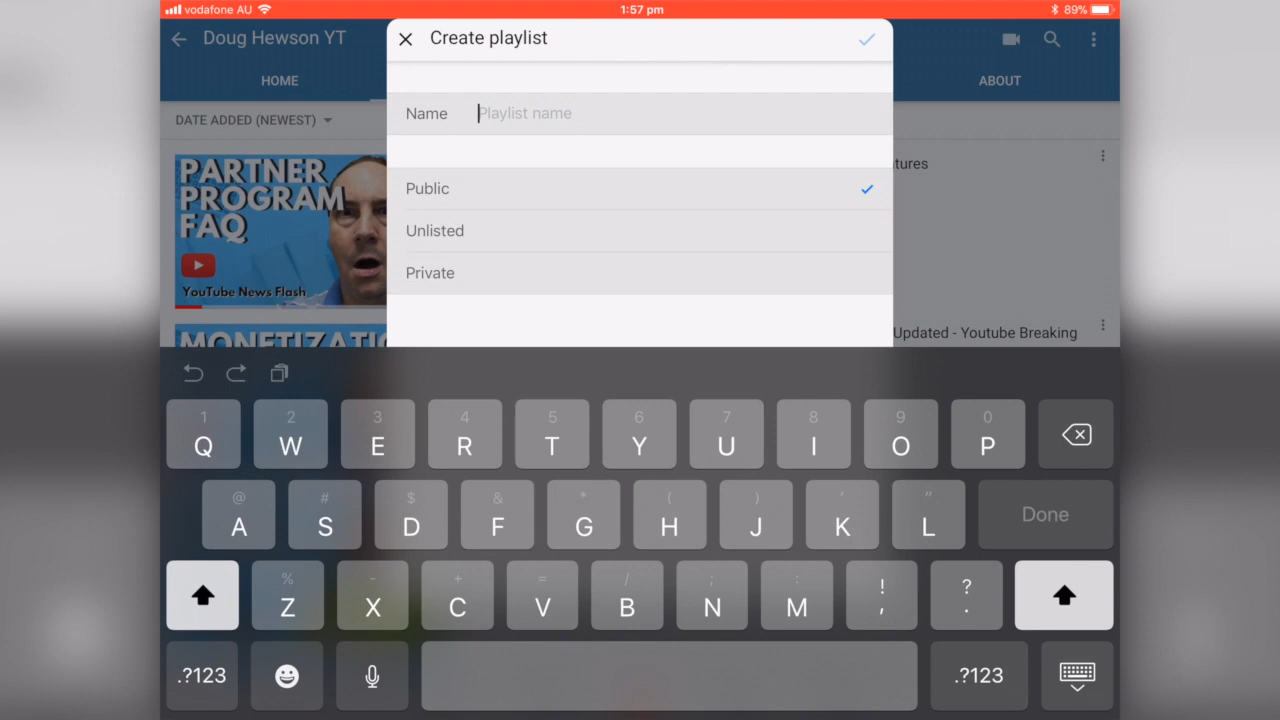 vodafone AU
1:57 pm
89%
Doug Hewson YT
Create playlist
HOME
ABOUT
DATE ADDED (NEWEST)
Name
Playlist name
Public
Unlisted
Private
PARTNER
PROGRAM
FAQ
YouTube News Flash
tures
MONETIZATIO
Updated - Youtube Breaking
1 2 3 4 5 6 7 8 9 0
Q W E R T Y U I O P
@ # $ & * ( ) ' "
A S D F G H J K L Done
% - + = / ; : ! ?
Z X C V B N M , .
.?123 .?123